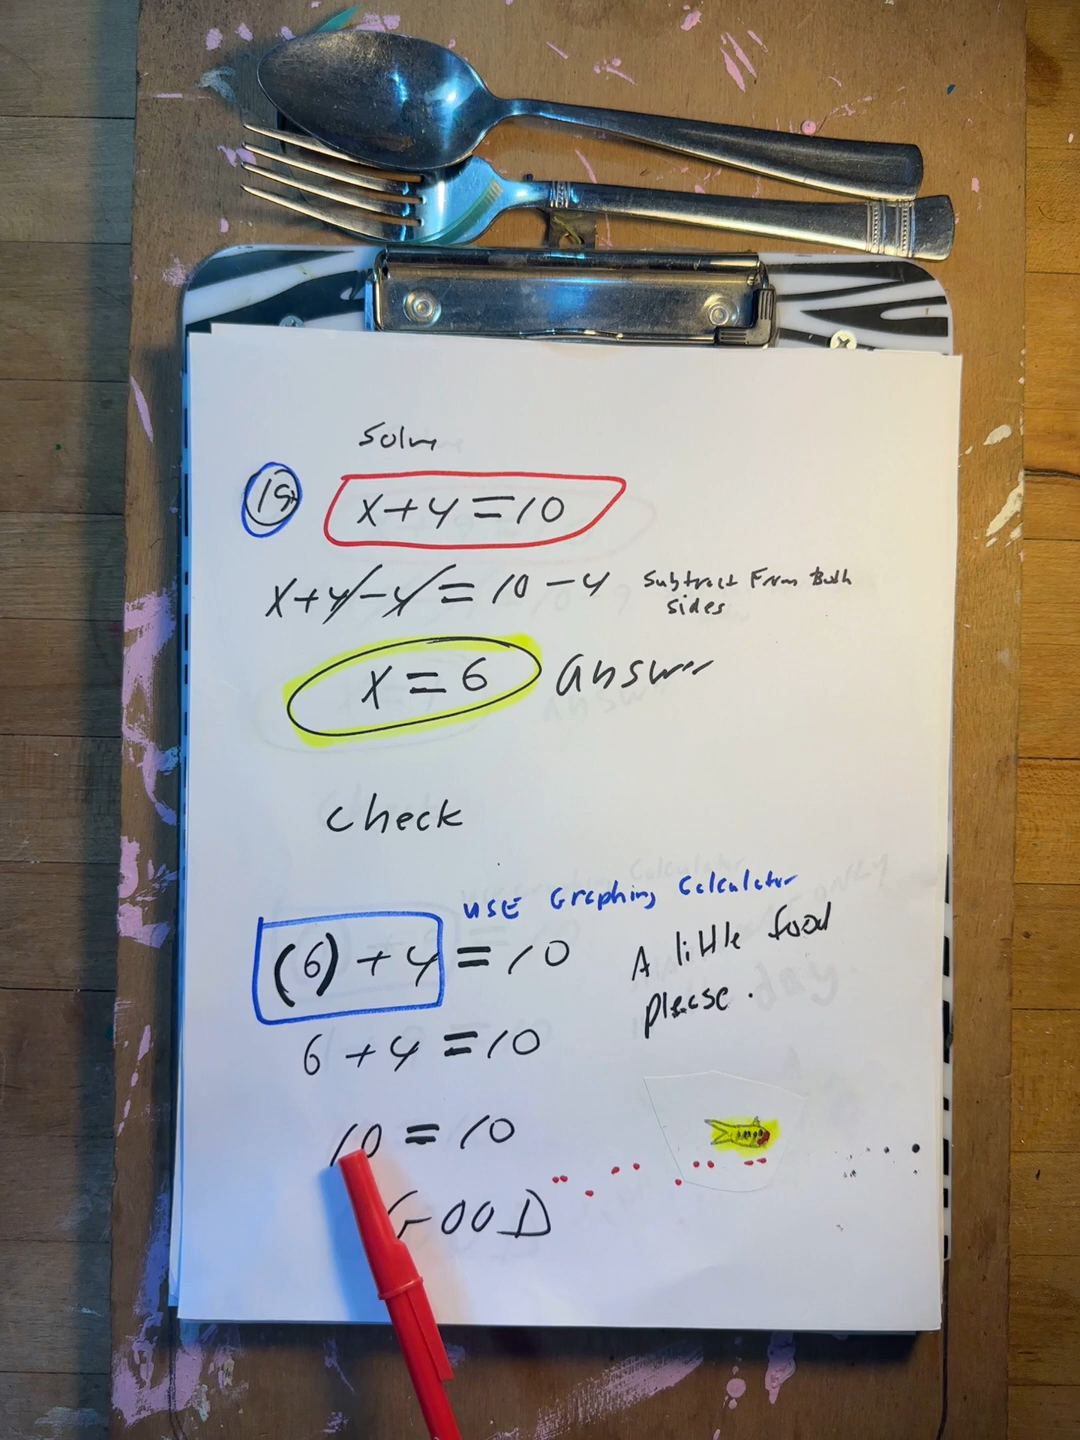 Solve
19 x+4=10
x+4-4=10-4 Subtract From Both
sides
x=6 answer
check
USE Graphing Calculator
(6)+4=10 A little food
please.
6+4=10
10=10
GOOD